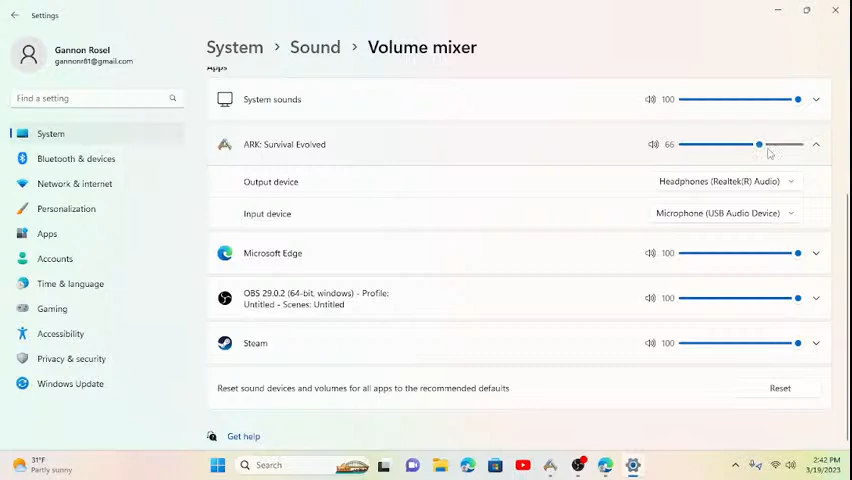 Settings
Gannon Rosel
gannonr81@gmail.com
Find a setting
System
Bluetooth & devices
Network & internet
Personalization
Apps
Accounts
Time & language
Gaming
Accessibility
Privacy & security
Windows Update
System > Sound > Volume mixer
Apps
System sounds 100
ARK: Survival Evolved 66
Output device Headphones (Realtek(R) Audio)
Input device Microphone (USB Audio Device)
Microsoft Edge 100
OBS 29.0.2 (64-bit, windows) - Profile:
Untitled - Scenes: Untitled 100
Steam 100
Reset sound devices and volumes for all apps to the recommended defaults Reset
Get help
31°F
Partly sunny
Search
2:42 PM
3/19/2023